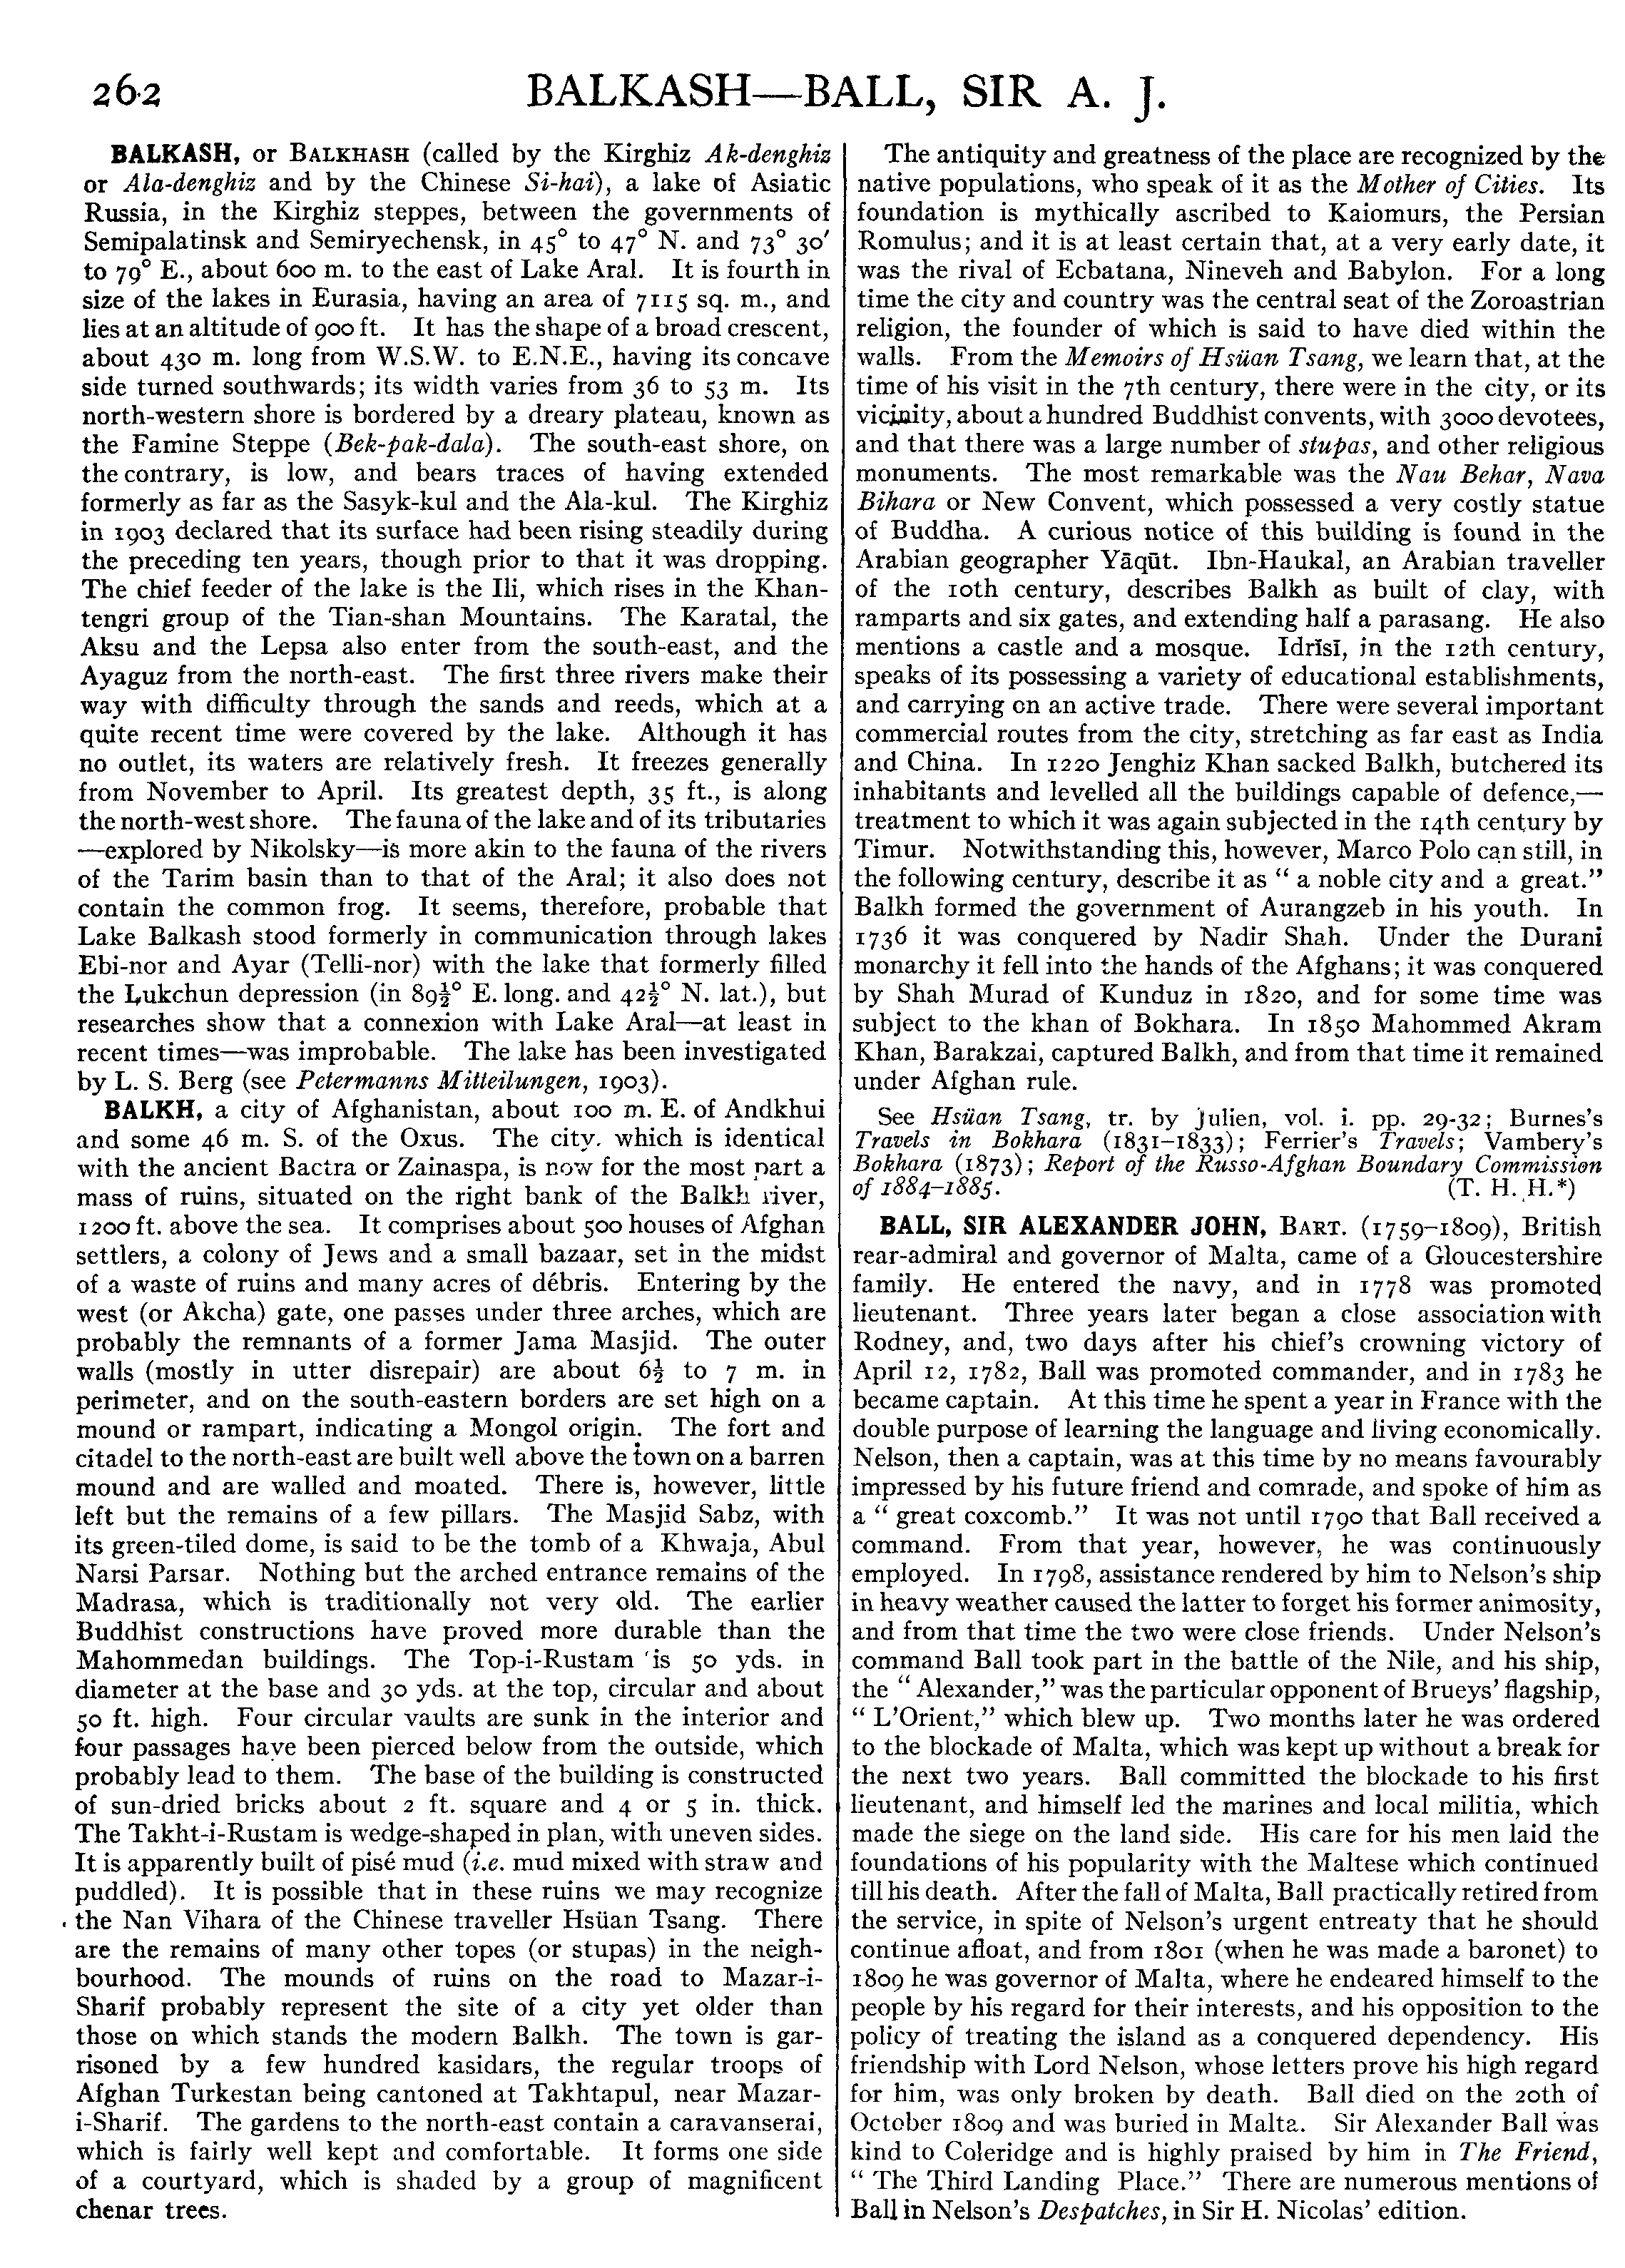 262
BALKASH—BALL, SIR A. J.
BALKASH, or BALKHASH (called by the Kirghiz Ak-denghiz
or Ala-denghiz and by the Chinese Si-hai), a lake of Asiatic
Russia, in the Kirghiz steppes, between the governments of
Semipalatinsk and Semiryechensk, in 45° to 47° N. and 73° 30′
to 79° E., about 600 m. to the east of Lake Aral. It is fourth in
size of the lakes in Eurasia, having an area of 7115 sq. m., and
lies at an altitude of 900 ft. It has the shape of a broad crescent,
about 430 m. long from W.S.W. to E.N.E., having its concave
side turned southwards; its width varies from 36 to 53 m. Its
north-western shore is bordered by a dreary plateau, known as
the Famine Steppe (Bek-pak-dala). The south-east shore, on
the contrary, is low, and bears traces of having extended
formerly as far as the Sasyk-kul and the Ala-kul. The Kirghiz
in 1903 declared that its surface had been rising steadily during
the preceding ten years, though prior to that it was dropping.
The chief feeder of the lake is the Ili, which rises in the Khan-
tengri group of the Tian-shan Mountains. The Karatal, the
Aksu and the Lepsa also enter from the south-east, and the
Ayaguz from the north-east. The first three rivers make their
way with difficulty through the sands and reeds, which at a
quite recent time were covered by the lake. Although it has
no outlet, its waters are relatively fresh. It freezes generally
from November to April. Its greatest depth, 35 ft., is along
the north-west shore. The fauna of the lake and of its tributaries
—explored by Nikolsky—is more akin to the fauna of the rivers
of the Tarim basin than to that of the Aral; it also does not
contain the common frog. It seems, therefore, probable that
Lake Balkash stood formerly in communication through lakes
Ebi-nor and Ayar (Telli-nor) with the lake that formerly filled
the Lukchun depression (in 89½° E. long. and 42½° N. lat.), but
researches show that a connexion with Lake Aral—at least in
recent times—was improbable. The lake has been investigated
by L. S. Berg (see Petermanns Mitteilungen, 1903).
BALKH, a city of Afghanistan, about 100 m. E. of Andkhui
and some 46 m. S. of the Oxus. The city, which is identical
with the ancient Bactra or Zainaspa, is now for the most part a
mass of ruins, situated on the right bank of the Balkh river,
1200 ft. above the sea. It comprises about 500 houses of Afghan
settlers, a colony of Jews and a small bazaar, set in the midst
of a waste of ruins and many acres of débris. Entering by the
west (or Akcha) gate, one passes under three arches, which are
probably the remnants of a former Jama Masjid. The outer
walls (mostly in utter disrepair) are about 6½ to 7 m. in
perimeter, and on the south-eastern borders are set high on a
mound or rampart, indicating a Mongol origin. The fort and
citadel to the north-east are built well above the town on a barren
mound and are walled and moated. There is, however, little
left but the remains of a few pillars. The Masjid Sabz, with
its green-tiled dome, is said to be the tomb of a Khwaja, Abul
Narsi Parsar. Nothing but the arched entrance remains of the
Madrasa, which is traditionally not very old. The earlier
Buddhist constructions have proved more durable than the
Mahommedan buildings. The Top-i-Rustam is 50 yds. in
diameter at the base and 30 yds. at the top, circular and about
50 ft. high. Four circular vaults are sunk in the interior and
four passages have been pierced below from the outside, which
probably lead to them. The base of the building is constructed
of sun-dried bricks about 2 ft. square and 4 or 5 in. thick.
The Takht-i-Rustam is wedge-shaped in plan, with uneven sides.
It is apparently built of pisé mud (i.e. mud mixed with straw and
puddled). It is possible that in these ruins we may recognize
the Nan Vihara of the Chinese traveller Hsüan Tsang. There
are the remains of many other topes (or stupas) in the neigh-
bourhood. The mounds of ruins on the road to Mazar-i-
Sharif probably represent the site of a city yet older than
those on which stands the modern Balkh. The town is gar-
risoned by a few hundred kasidars, the regular troops of
Afghan Turkestan being cantoned at Takhtapul, near Mazar-
i-Sharif. The gardens to the north-east contain a caravanserai,
which is fairly well kept and comfortable. It forms one side
of a courtyard, which is shaded by a group of magnificent
chenar trees.
The antiquity and greatness of the place are recognized by the
native populations, who speak of it as the Mother of Cities. Its
foundation is mythically ascribed to Kaiomurs, the Persian
Romulus; and it is at least certain that, at a very early date, it
was the rival of Ecbatana, Nineveh and Babylon. For a long
time the city and country was the central seat of the Zoroastrian
religion, the founder of which is said to have died within the
walls. From the Memoirs of Hsüan Tsang, we learn that, at the
time of his visit in the 7th century, there were in the city, or its
vicinity, about a hundred Buddhist convents, with 3000 devotees,
and that there was a large number of stupas, and other religious
monuments. The most remarkable was the Nau Behar, Nava
Bihara or New Convent, which possessed a very costly statue
of Buddha. A curious notice of this building is found in the
Arabian geographer Yāqūt. Ibn-Haukal, an Arabian traveller
of the 10th century, describes Balkh as built of clay, with
ramparts and six gates, and extending half a parasang. He also
mentions a castle and a mosque. Idrīsī, in the 12th century,
speaks of its possessing a variety of educational establishments,
and carrying on an active trade. There were several important
commercial routes from the city, stretching as far east as India
and China. In 1220 Jenghiz Khan sacked Balkh, butchered its
inhabitants and levelled all the buildings capable of defence,—
treatment to which it was again subjected in the 14th century by
Timur. Notwithstanding this, however, Marco Polo can still, in
the following century, describe it as “ a noble city and a great.”
Balkh formed the government of Aurangzeb in his youth. In
1736 it was conquered by Nadir Shah. Under the Durani
monarchy it fell into the hands of the Afghans; it was conquered
by Shah Murad of Kunduz in 1820, and for some time was
subject to the khan of Bokhara. In 1850 Mahommed Akram
Khan, Barakzai, captured Balkh, and from that time it remained
under Afghan rule.
See Hsüan Tsang, tr. by Julien, vol. i. pp. 29-32; Burnes's
Travels in Bokhara (1831–1833); Ferrier's Travels; Vambery's
Bokhara (1873); Report of the Russo-Afghan Boundary Commission
of 1884–1885. (T. H. H.*)
BALL, SIR ALEXANDER JOHN, BART. (1759–1809), British
rear-admiral and governor of Malta, came of a Gloucestershire
family. He entered the navy, and in 1778 was promoted
lieutenant. Three years later began a close association with
Rodney, and, two days after his chief's crowning victory of
April 12, 1782, Ball was promoted commander, and in 1783 he
became captain. At this time he spent a year in France with the
double purpose of learning the language and living economically.
Nelson, then a captain, was at this time by no means favourably
impressed by his future friend and comrade, and spoke of him as
a “ great coxcomb.” It was not until 1790 that Ball received a
command. From that year, however, he was continuously
employed. In 1798, assistance rendered by him to Nelson's ship
in heavy weather caused the latter to forget his former animosity,
and from that time the two were close friends. Under Nelson's
command Ball took part in the battle of the Nile, and his ship,
the “ Alexander,” was the particular opponent of Brueys' flagship,
“ L'Orient,” which blew up. Two months later he was ordered
to the blockade of Malta, which was kept up without a break for
the next two years. Ball committed the blockade to his first
lieutenant, and himself led the marines and local militia, which
made the siege on the land side. His care for his men laid the
foundations of his popularity with the Maltese which continued
till his death. After the fall of Malta, Ball practically retired from
the service, in spite of Nelson's urgent entreaty that he should
continue afloat, and from 1801 (when he was made a baronet) to
1809 he was governor of Malta, where he endeared himself to the
people by his regard for their interests, and his opposition to the
policy of treating the island as a conquered dependency. His
friendship with Lord Nelson, whose letters prove his high regard
for him, was only broken by death. Ball died on the 20th of
October 1809 and was buried in Malta. Sir Alexander Ball was
kind to Coleridge and is highly praised by him in The Friend,
“ The Third Landing Place.” There are numerous mentions of
Ball in Nelson's Despatches, in Sir H. Nicolas' edition.